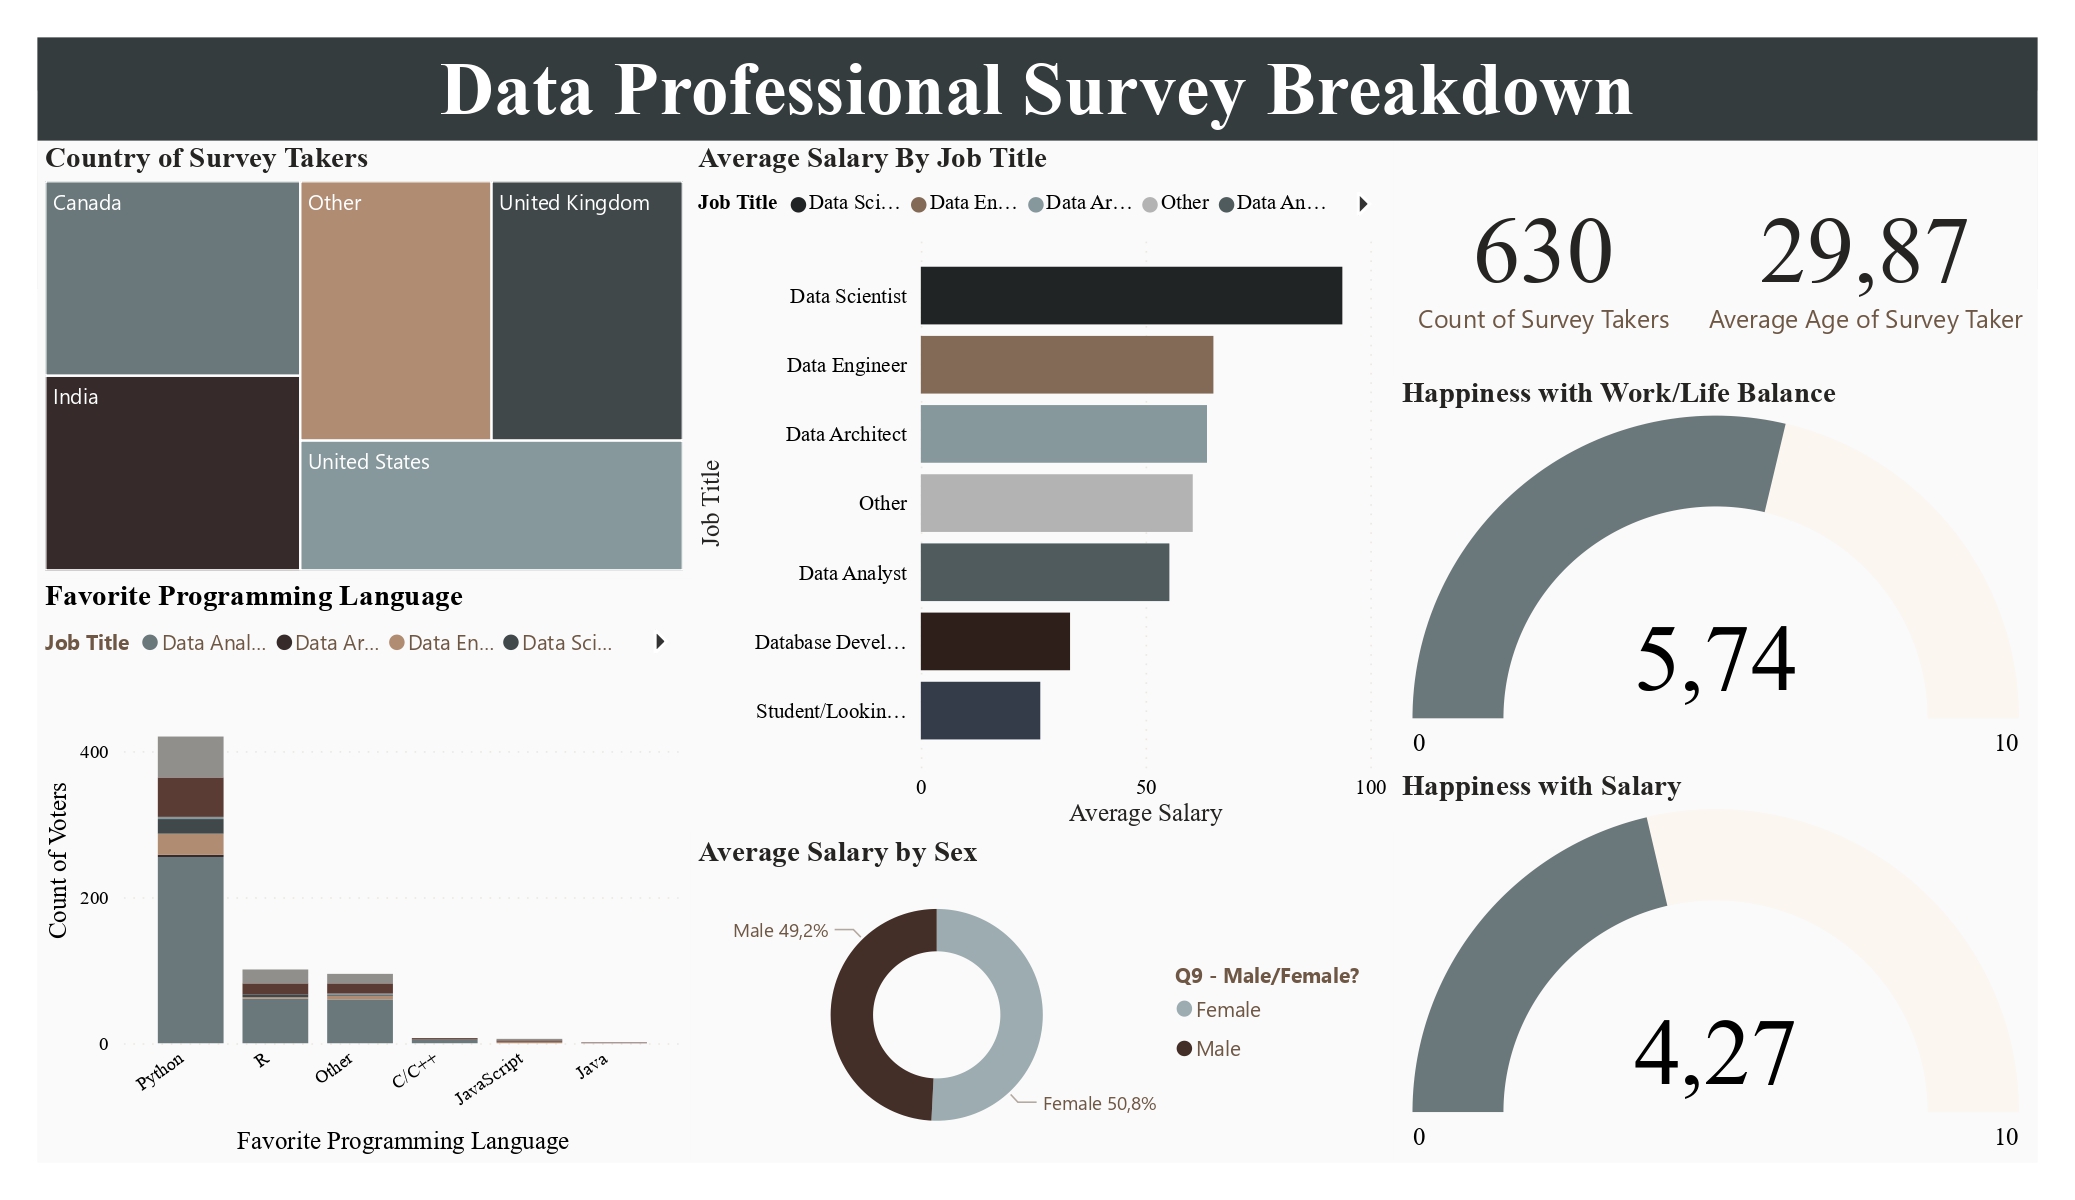 Data Professional Survey Breakdown
Country of Survey Takers
Canada
Other
United Kingdom
India
United States
Favorite Programming Language
Job Title Data Anal... Data Ar... Data En... Data Sci...
Count of Voters
400
200
0
Python
R
Other
C/C++
JavaScript
Java
Favorite Programming Language
Average Salary By Job Title
Job Title Data Sci... Data En... Data Ar... Other Data An...
Job Title
Data Scientist
Data Engineer
Data Architect
Other
Data Analyst
Database Devel...
Student/Lookin...
0 50 100
Average Salary
Average Salary by Sex
Male 49,2%
Female 50,8%
Q9 - Male/Female?
Female
Male
630
Count of Survey Takers
29,87
Average Age of Survey Taker
Happiness with Work/Life Balance
5,74
0 10
Happiness with Salary
4,27
0 10